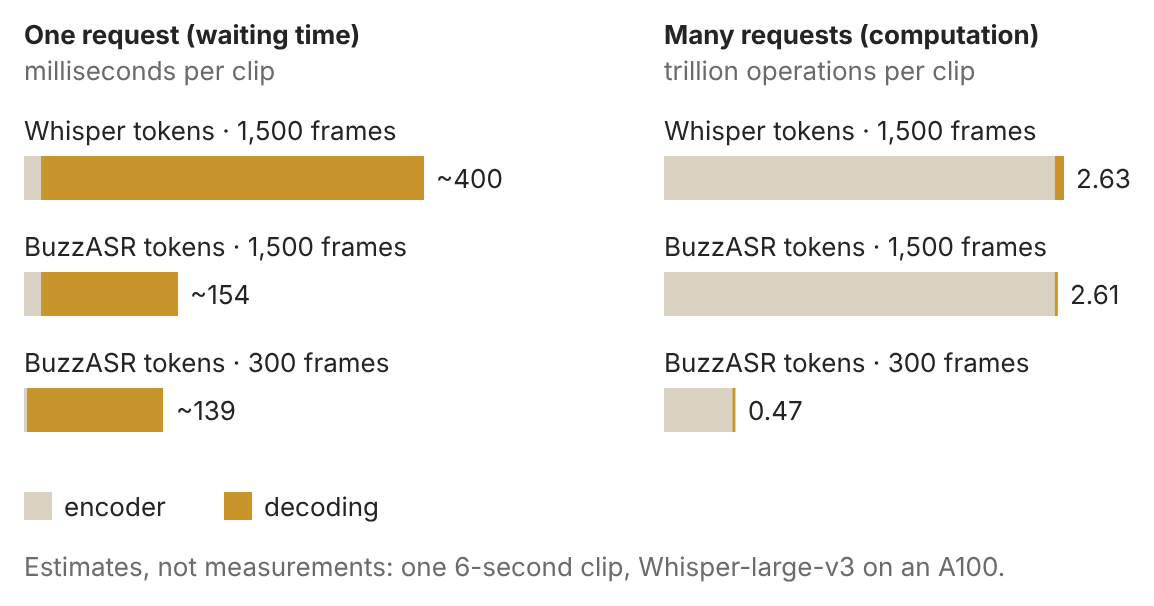 One request (waiting time)
milliseconds per clip
Whisper tokens · 1,500 frames
~400
BuzzASR tokens · 1,500 frames
~154
BuzzASR tokens · 300 frames
~139
Many requests (computation)
trillion operations per clip
Whisper tokens · 1,500 frames
2.63
BuzzASR tokens · 1,500 frames
2.61
BuzzASR tokens · 300 frames
0.47
encoder
decoding
Estimates, not measurements: one 6-second clip, Whisper-large-v3 on an A100.